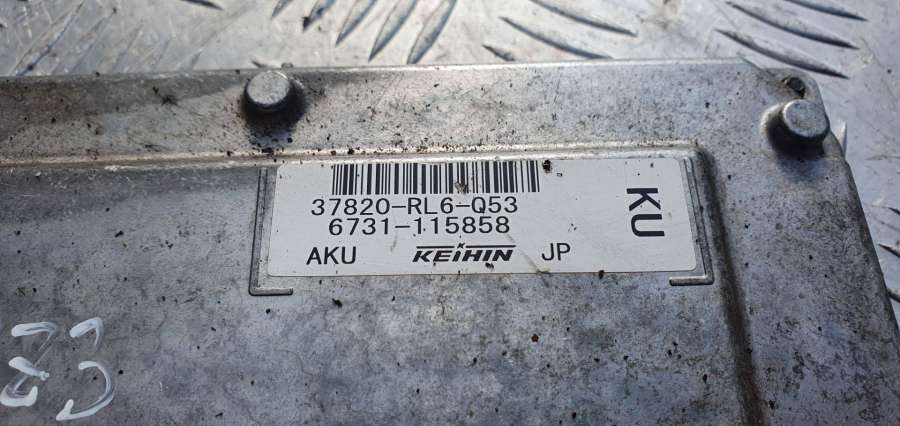 37820-RL6-Q53
6731-115858
AKU KEIHIN JP
KU